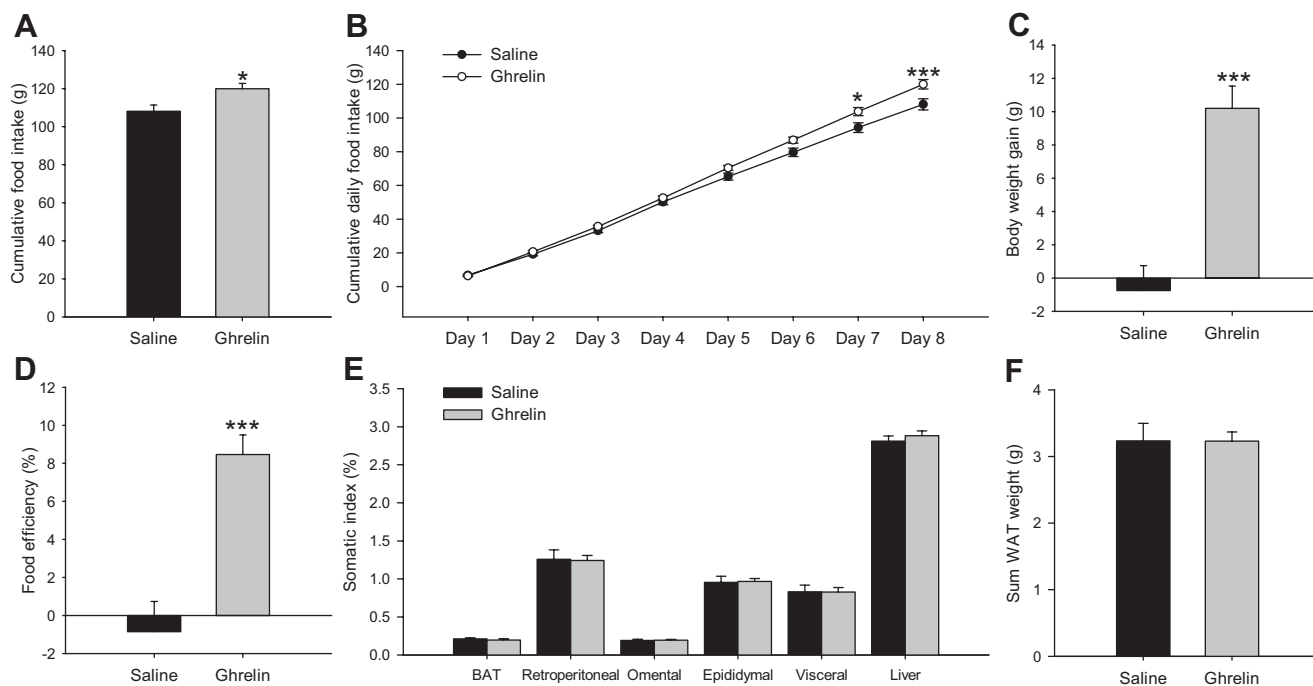 A
Cumulative food intake (g)
140
120
100
80
60
40
20
0
*
Saline
Ghrelin
B
Cumulative daily food intake (g)
Saline
Ghrelin
140
120
100
80
60
40
20
0
*
***
Day 1
Day 2
Day 3
Day 4
Day 5
Day 6
Day 7
Day 8
C
Body weight gain (g)
14
12
10
8
6
4
2
0
-2
***
Saline
Ghrelin
D
Food efficiency (%)
12
10
8
6
4
2
0
-2
***
Saline
Ghrelin
E
Somatic index (%)
Saline
Ghrelin
3.5
3.0
2.5
2.0
1.5
1.0
0.5
0.0
BAT
Retroperitoneal
Omental
Epididymal
Visceral
Liver
F
Sum WAT weight (g)
4
3
2
1
0
Saline
Ghrelin